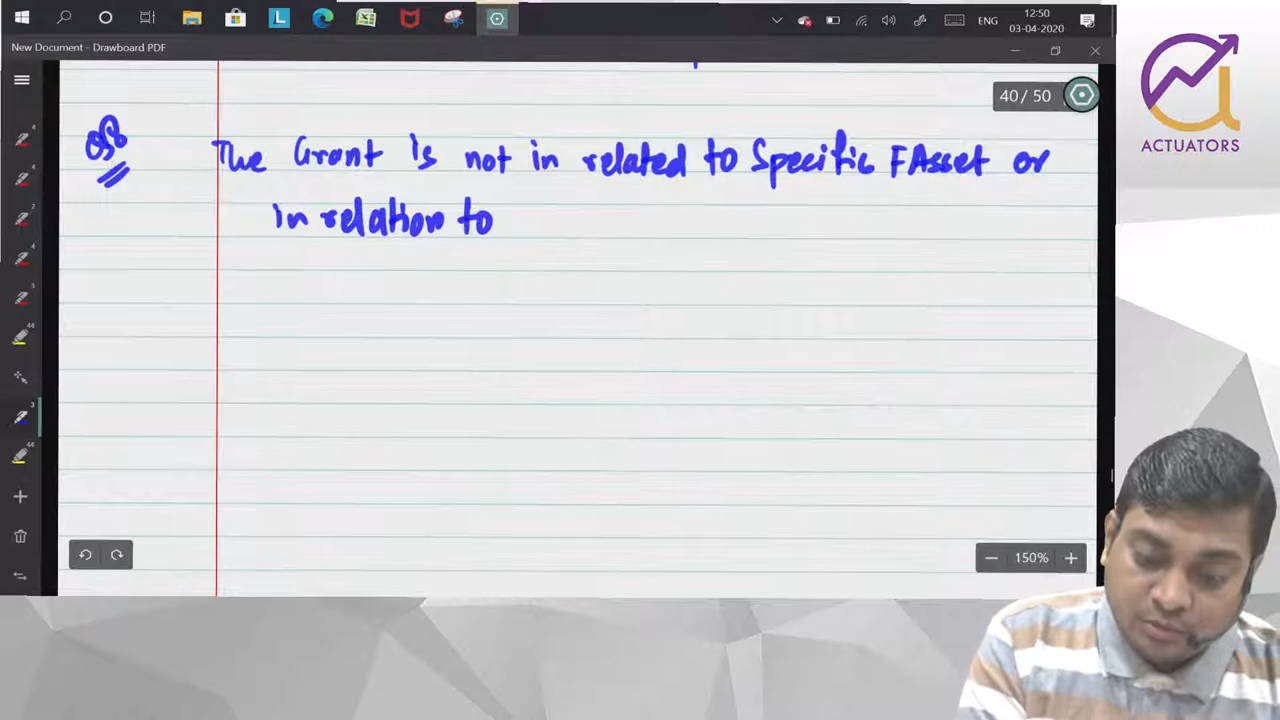 12:50
ENG
03-04-2020
New Document - Drawboard PDF
40 / 50
The Grant is not in related to Specific FAsset or
in relation to
150%
ACTUATORS